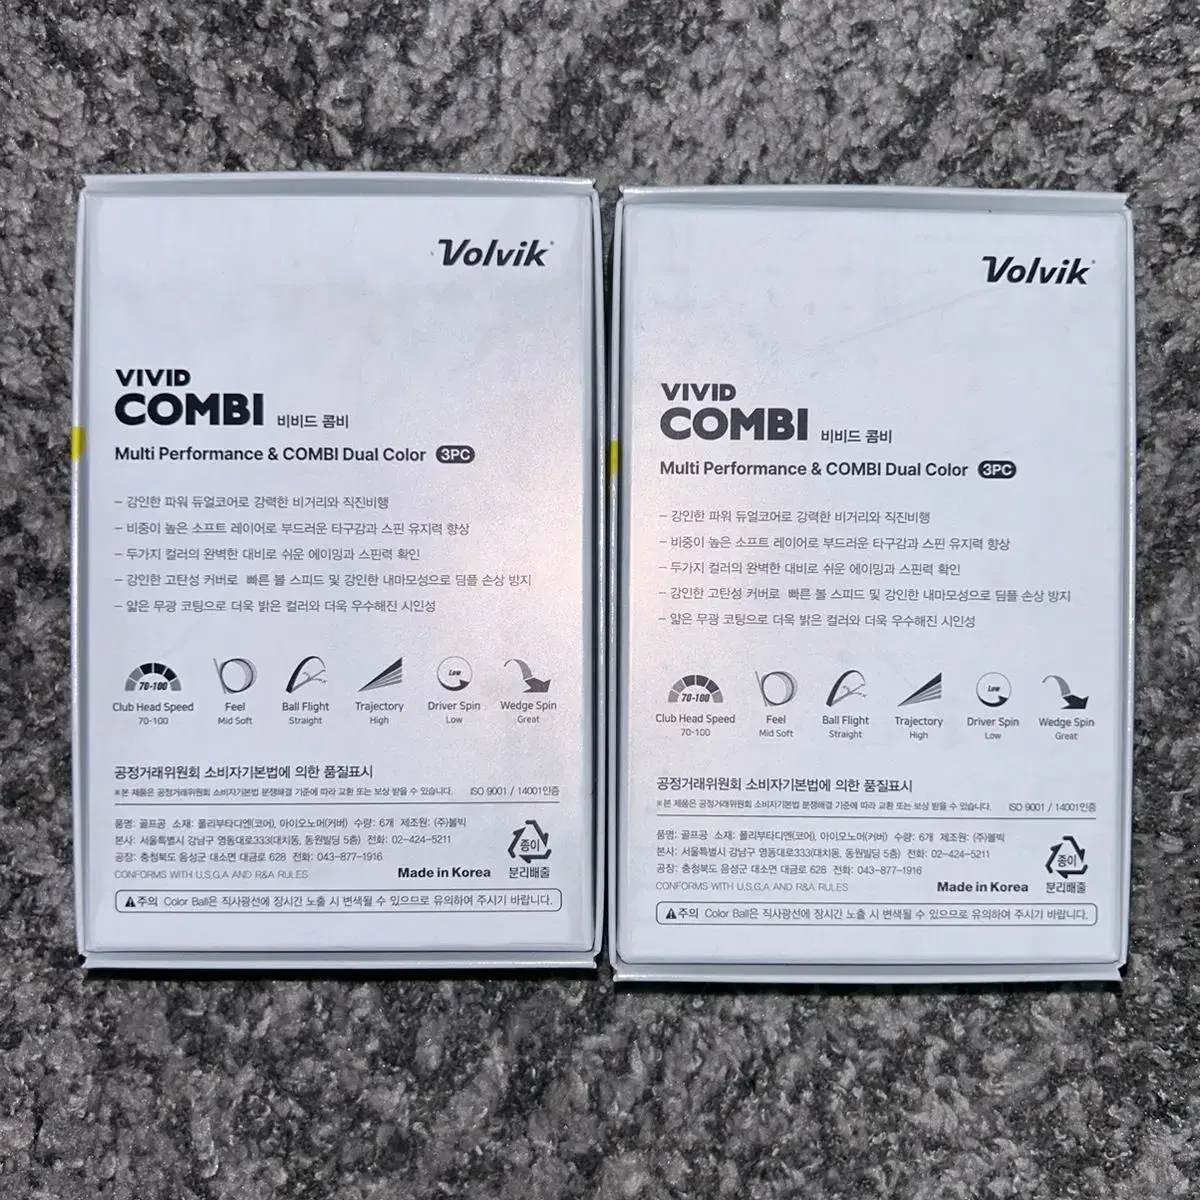 Volvik
VIVID
COMBI 비비드 콤비
Multi Performance & COMBI Dual Color 3PC
- 강인한 파워 듀얼코어로 강력한 비거리와 직진비행
- 비중이 높은 소프트 레이어로 부드러운 타구감과 스핀 유지력 향상
- 두가지 컬러의 완벽한 대비로 쉬운 에이밍과 스핀력 확인
- 강인한 고탄성 커버로 빠른 볼 스피드 및 강인한 내마모성으로 딤플 손상 방지
- 얇은 무광 코팅으로 더욱 밝은 컬러와 더욱 우수해진 시인성
70-100 Low
Club Head Speed Feel Ball Flight Trajectory Driver Spin Wedge Spin
70-100 Mid Soft Straight High Low Great
공정거래위원회 소비자기본법에 의한 품질표시
※본 제품은 공정거래위원회 소비자기본법 분쟁해결 기준에 따라 교환 또는 보상 받을 수 있습니다. ISO 9001 / 14001인증
품명: 골프공 소재: 폴리부타디엔(코어), 아이오노머(커버) 수량: 6개 제조원: (주)볼빅
본사: 서울특별시 강남구 영동대로333(대치동, 동원빌딩 5층) 전화: 02-424-5211
공장: 충청북도 음성군 대소면 대금로 628 전화: 043-877-1916
CONFORMS WITH U.S.G.A AND R&A RULES Made in Korea
종이
분리배출
주의 Color Ball은 직사광선에 장시간 노출 시 변색될 수 있으므로 유의하여 주시기 바랍니다.
Volvik
VIVID
COMBI 비비드 콤비
Multi Performance & COMBI Dual Color 3PC
- 강인한 파워 듀얼코어로 강력한 비거리와 직진비행
- 비중이 높은 소프트 레이어로 부드러운 타구감과 스핀 유지력 향상
- 두가지 컬러의 완벽한 대비로 쉬운 에이밍과 스핀력 확인
- 강인한 고탄성 커버로 빠른 볼 스피드 및 강인한 내마모성으로 딤플 손상 방지
- 얇은 무광 코팅으로 더욱 밝은 컬러와 더욱 우수해진 시인성
70-100 Low
Club Head Speed Feel Ball Flight Trajectory Driver Spin Wedge Spin
70-100 Mid Soft Straight High Low Great
공정거래위원회 소비자기본법에 의한 품질표시
※본 제품은 공정거래위원회 소비자기본법 분쟁해결 기준에 따라 교환 또는 보상 받을 수 있습니다. ISO 9001 / 14001인증
품명: 골프공 소재: 폴리부타디엔(코어), 아이오노머(커버) 수량: 6개 제조원: (주)볼빅
본사: 서울특별시 강남구 영동대로333(대치동, 동원빌딩 5층) 전화: 02-424-5211
공장: 충청북도 음성군 대소면 대금로 628 전화: 043-877-1916
CONFORMS WITH U.S.G.A AND R&A RULES Made in Korea
종이
분리배출
주의 Color Ball은 직사광선에 장시간 노출 시 변색될 수 있으므로 유의하여 주시기 바랍니다.